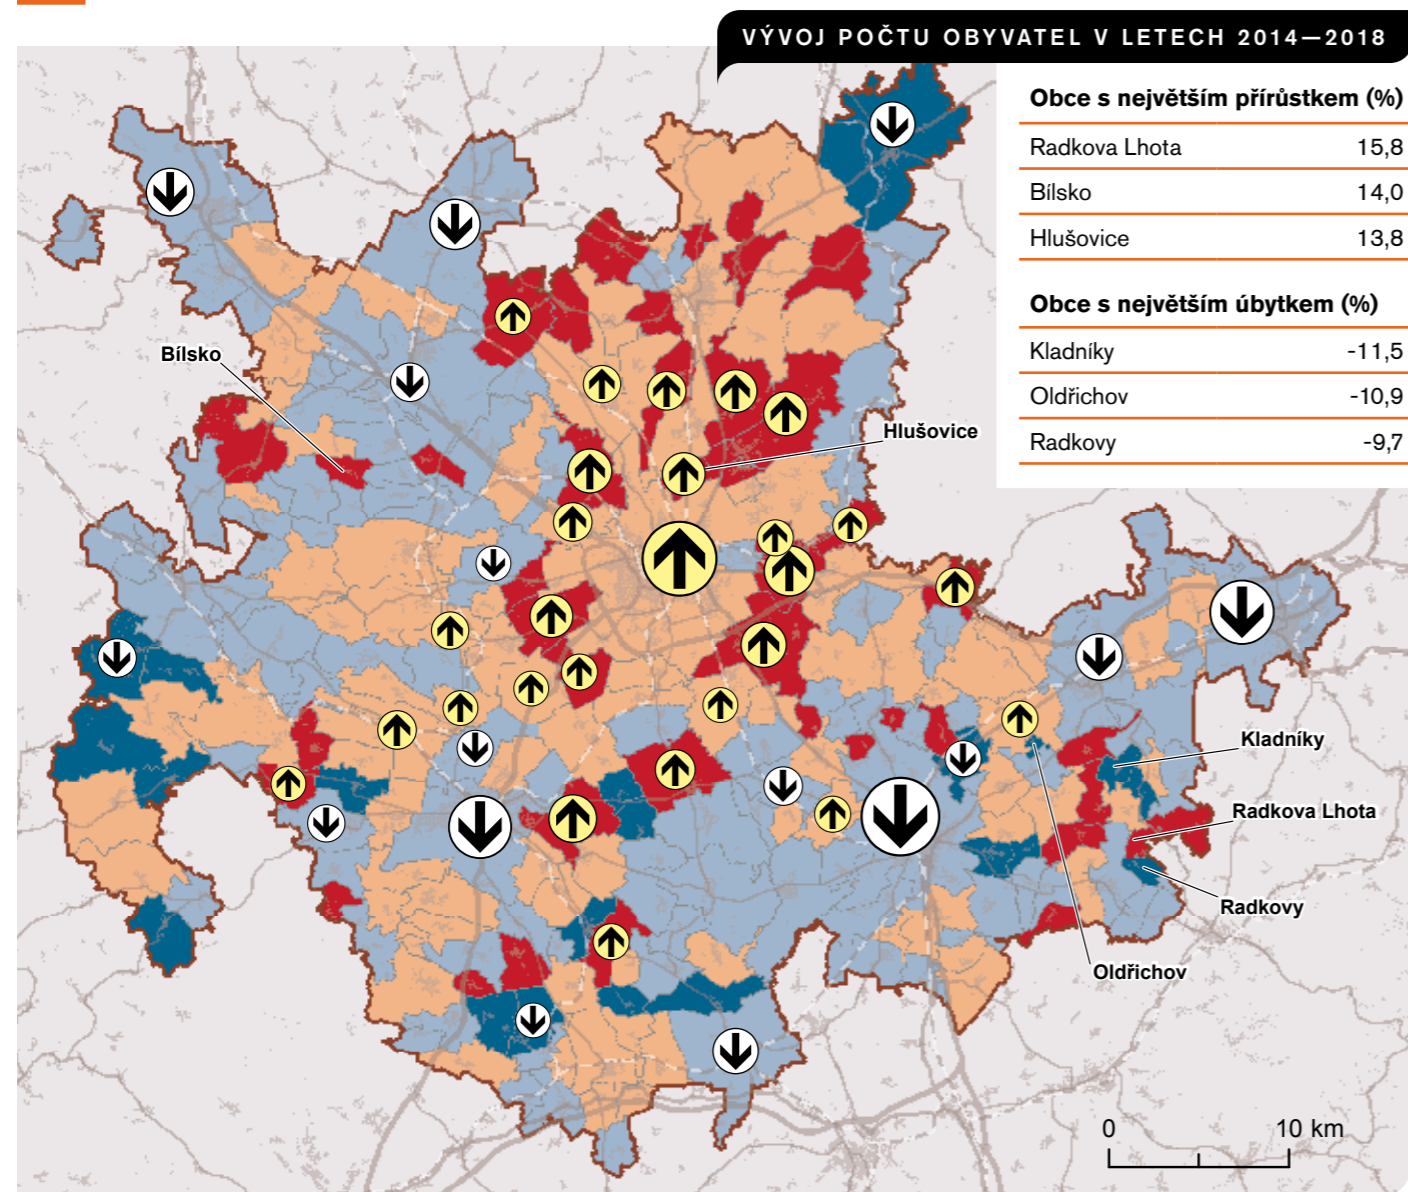 VÝVOJ POČTU OBYVATEL V LETECH 2014—2018
Obce s největším přírůstkem (%)
Radkova Lhota 15,8
Bílsko 14,0
Hlušovice 13,8
Obce s největším úbytkem (%)
Kladníky -11,5
Oldřichov -10,9
Radkovy -9,7
Bílsko
Hlušovice
Kladníky
Radkova Lhota
Radkovy
Oldřichov
0 10 km